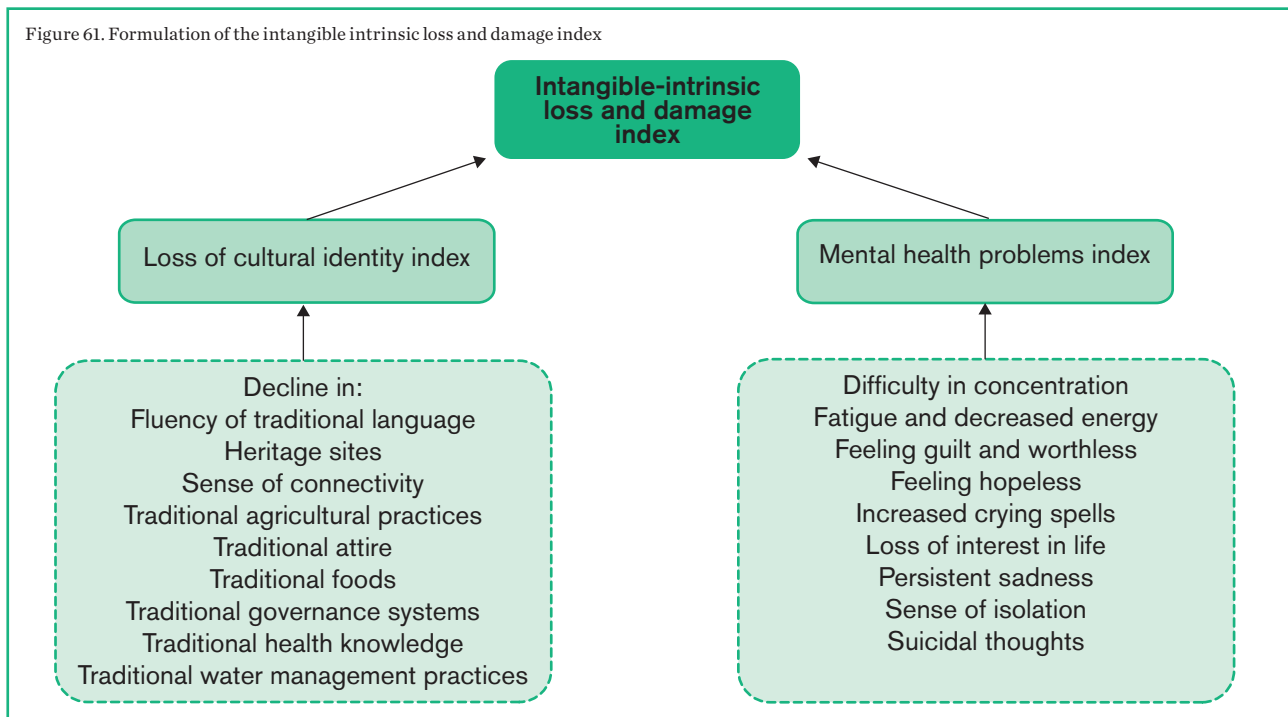 Figure 61. Formulation of the intangible intrinsic loss and damage index
Intangible-intrinsic
loss and damage
index
Loss of cultural identity index
Mental health problems index
Decline in:
Fluency of traditional language
Heritage sites
Sense of connectivity
Traditional agricultural practices
Traditional attire
Traditional foods
Traditional governance systems
Traditional health knowledge
Traditional water management practices
Difficulty in concentration
Fatigue and decreased energy
Feeling guilt and worthless
Feeling hopeless
Increased crying spells
Loss of interest in life
Persistent sadness
Sense of isolation
Suicidal thoughts